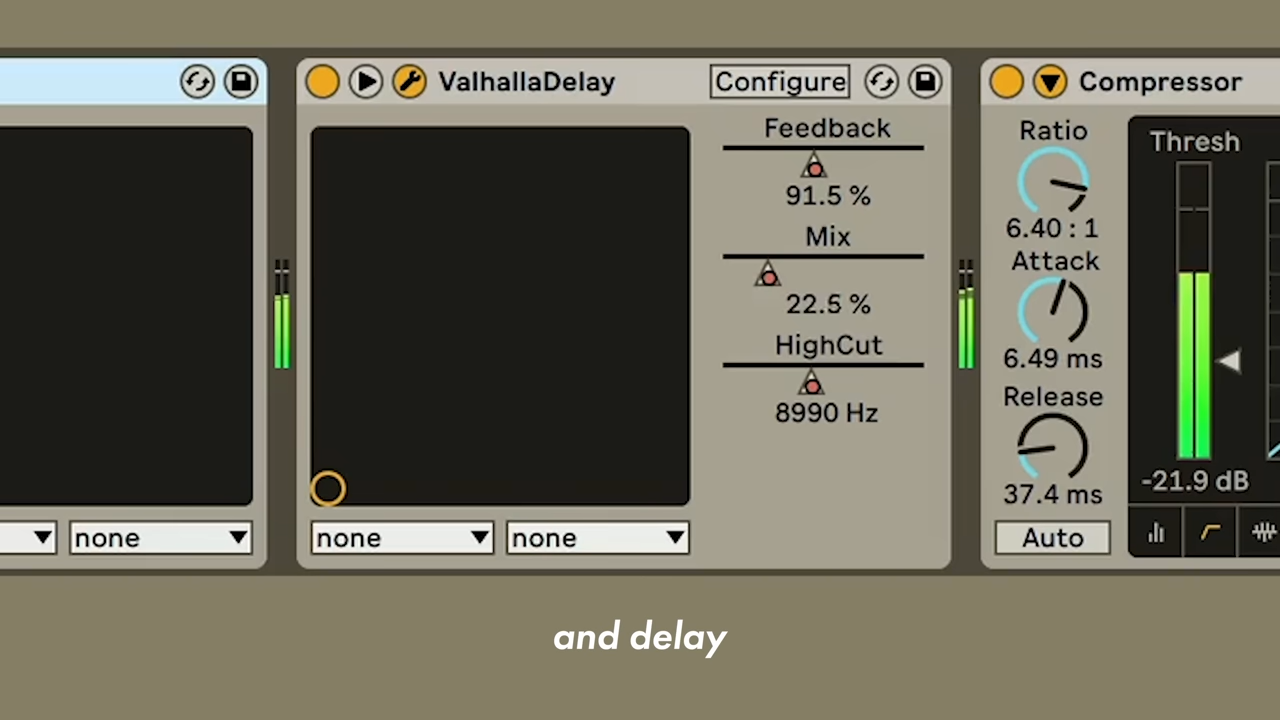 ValhallaDelay
Configure
Compressor
Feedback
91.5 %
Mix
22.5 %
HighCut
8990 Hz
none
none
none
Ratio
6.40 : 1
Attack
6.49 ms
Release
37.4 ms
Auto
Thresh
-21.9 dB
and delay